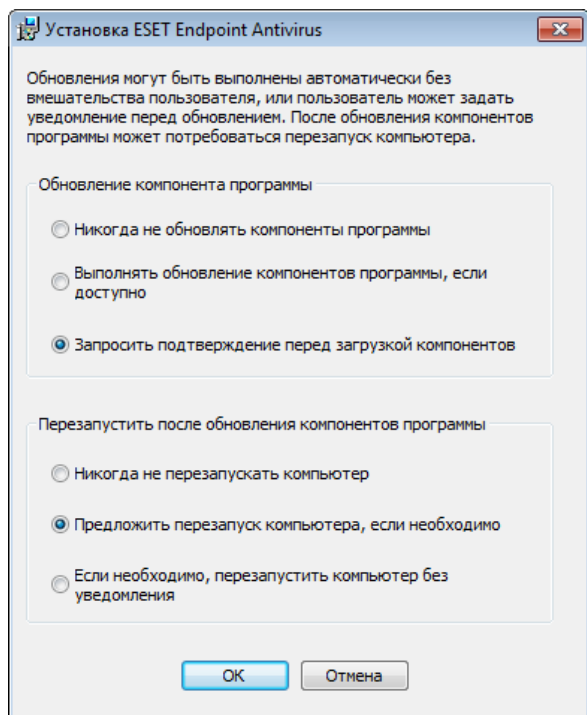 Установка ESET Endpoint Antivirus
Обновления могут быть выполнены автоматически без
вмешательства пользователя, или пользователь может задать
уведомление перед обновлением. После обновления компонентов
программы может потребоваться перезапуск компьютера.
Обновление компонента программы
Никогда не обновлять компоненты программы
Выполнять обновление компонентов программы, если
доступно
Запросить подтверждение перед загрузкой компонентов
Перезапустить после обновления компонентов программы
Никогда не перезапускать компьютер
Предложить перезапуск компьютера, если необходимо
Если необходимо, перезапустить компьютер без
уведомления
ОК
Отмена